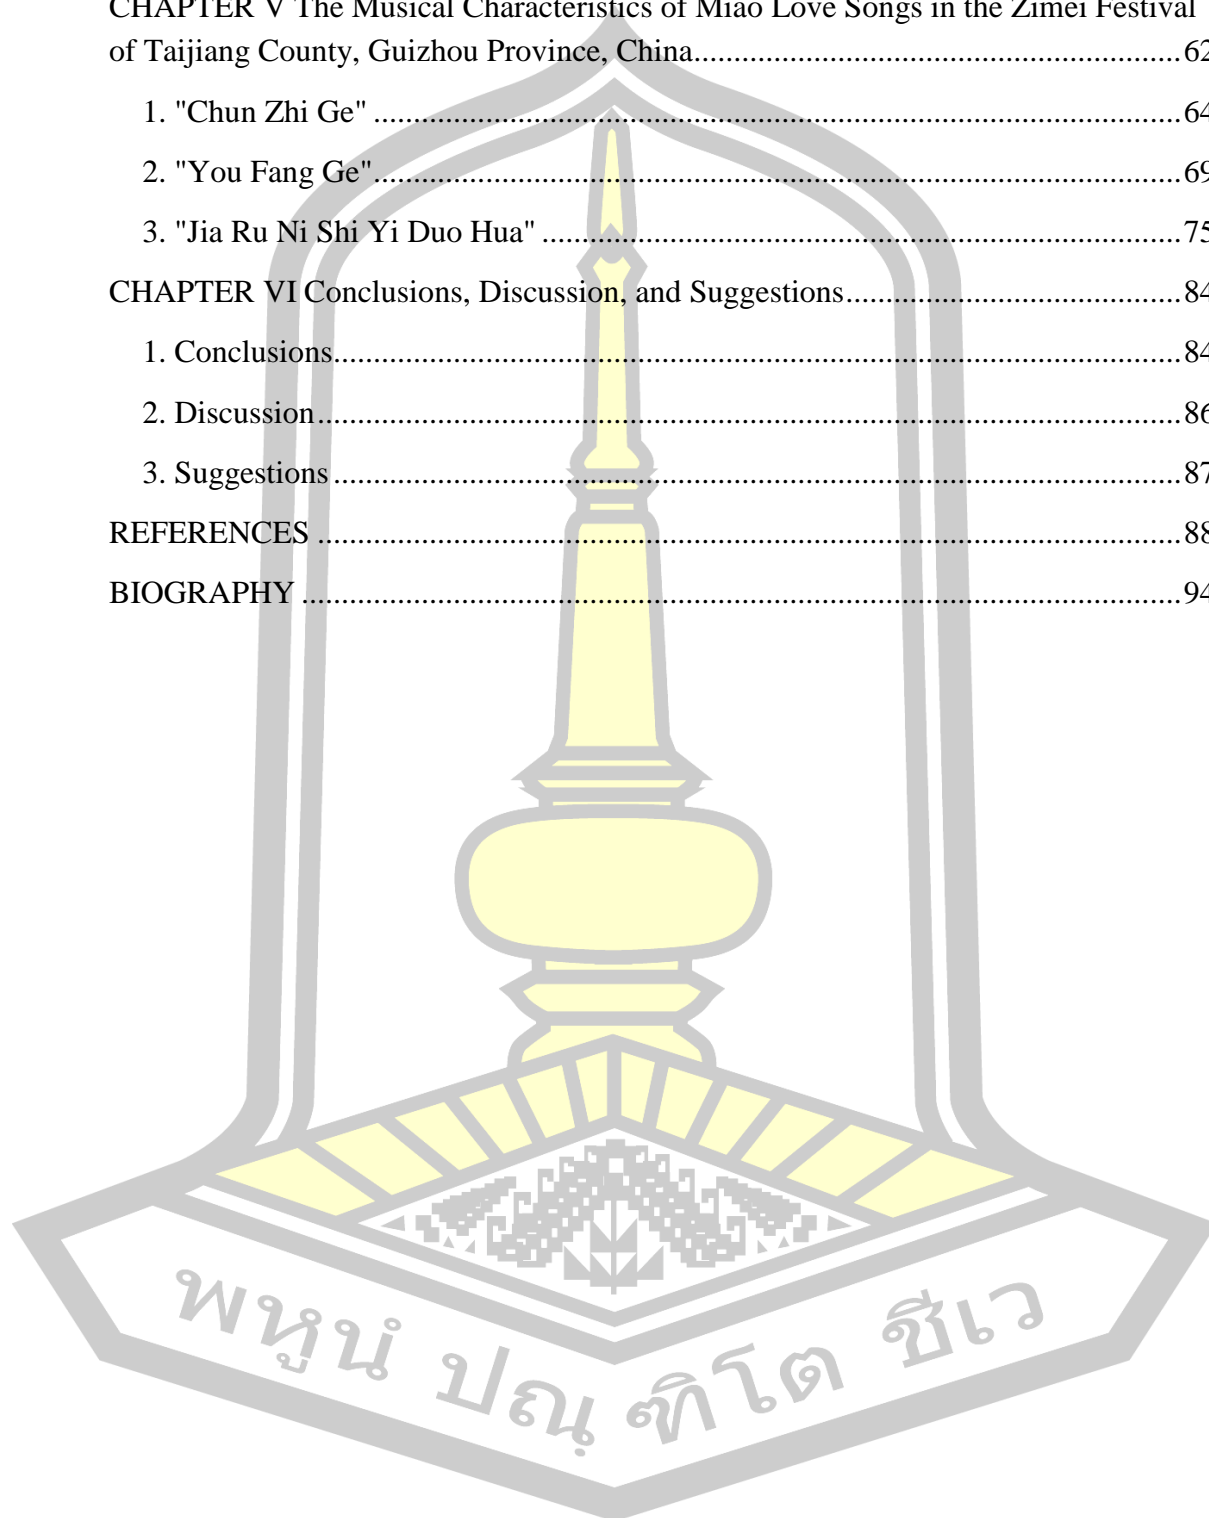 CHAPTER V The Musical Characteristics of Miao Love Songs in the Zimei Festival
of Taijiang County, Guizhou Province, China.............................................................62
1. "Chun Zhi Ge" .....................................................................................................64
2. "You Fang Ge".....................................................................................................69
3. "Jia Ru Ni Shi Yi Duo Hua" ................................................................................75
CHAPTER VI Conclusions, Discussion, and Suggestions..........................................84
1. Conclusions..........................................................................................................84
2. Discussion............................................................................................................86
3. Suggestions..........................................................................................................87
REFERENCES ............................................................................................................88
BIOGRAPHY ..............................................................................................................94
พหูนํ ปณฺฑิโต ชีเว